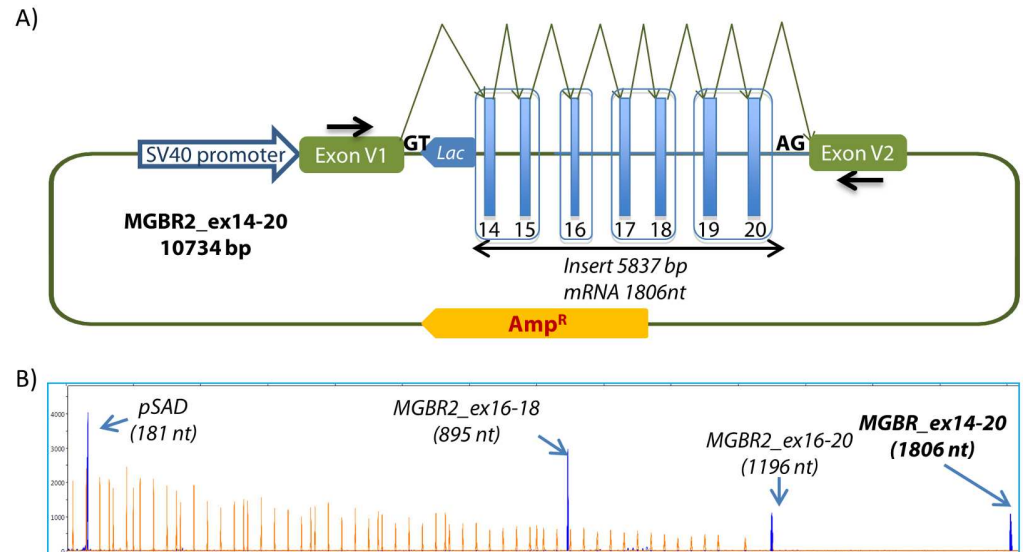 A)
SV40 promoter
Exon V1
GT
Lac
AG
Exon V2
14 15 16 17 18 19 20
MGBR2_ex14-20
10734 bp
Insert 5837 bp
mRNA 1806nt
AmpR
B)
pSAD
(181 nt)
MGBR2_ex16-18
(895 nt)
MGBR2_ex16-20
(1196 nt)
MGBR_ex14-20
(1806 nt)
4000
3000
2000
1000
0